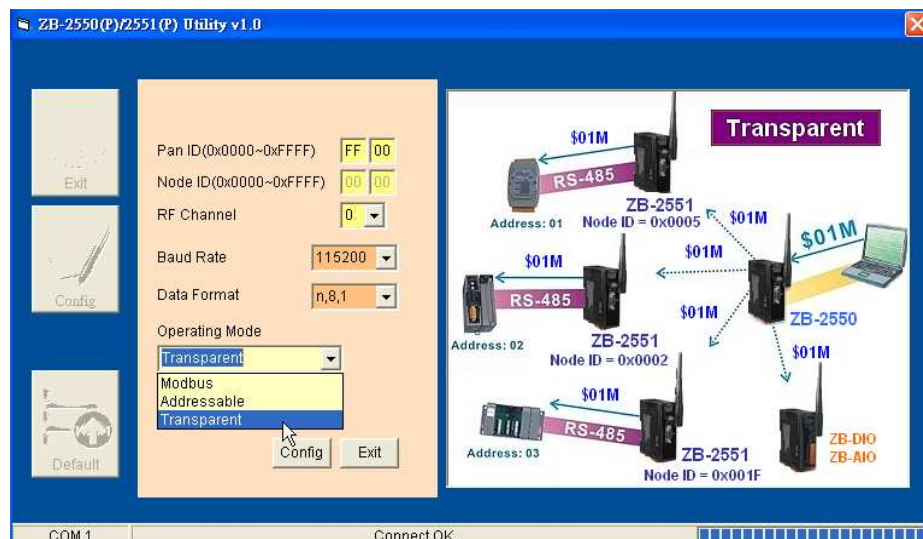 ZB-2550(P)/2551(P) Utility v1.0
Exit
Config
Default
Pan ID(0x0000~0xFFFF) FF 00
Node ID(0x0000~0xFFFF) 00 00
RF Channel 0
Baud Rate 115200
Data Format n,8,1
Operating Mode
Transparent
Modbus
Addressable
Transparent
Config Exit
Transparent
$01M
RS-485
Address: 01
ZB-2551
Node ID = 0x0005
$01M
$01M
$01M
$01M
RS-485
Address: 02
ZB-2551
Node ID = 0x0002
$01M
ZB-2550
$01M
$01M
RS-485
Address: 03
ZB-2551
Node ID = 0x001F
ZB-DIO
ZB-AIO
COM 1 Connect OK